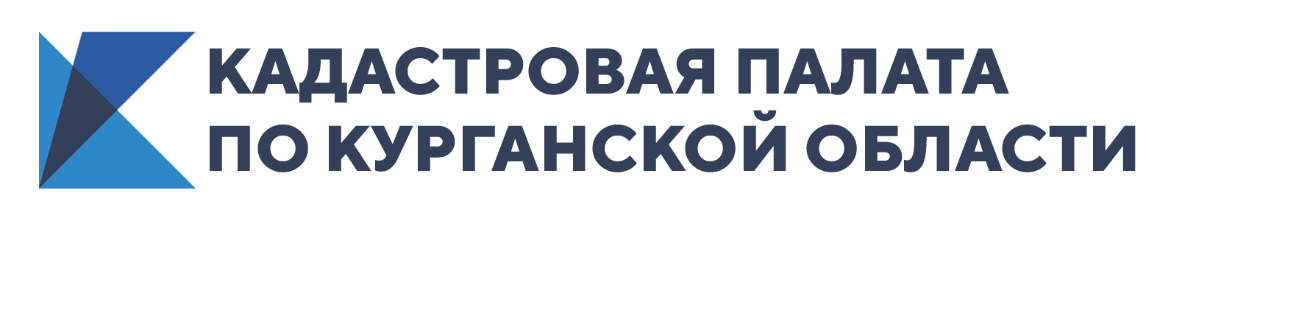 КАДАСТРОВАЯ ПАЛАТА
ПО КУРГАНСКОЙ ОБЛАСТИ